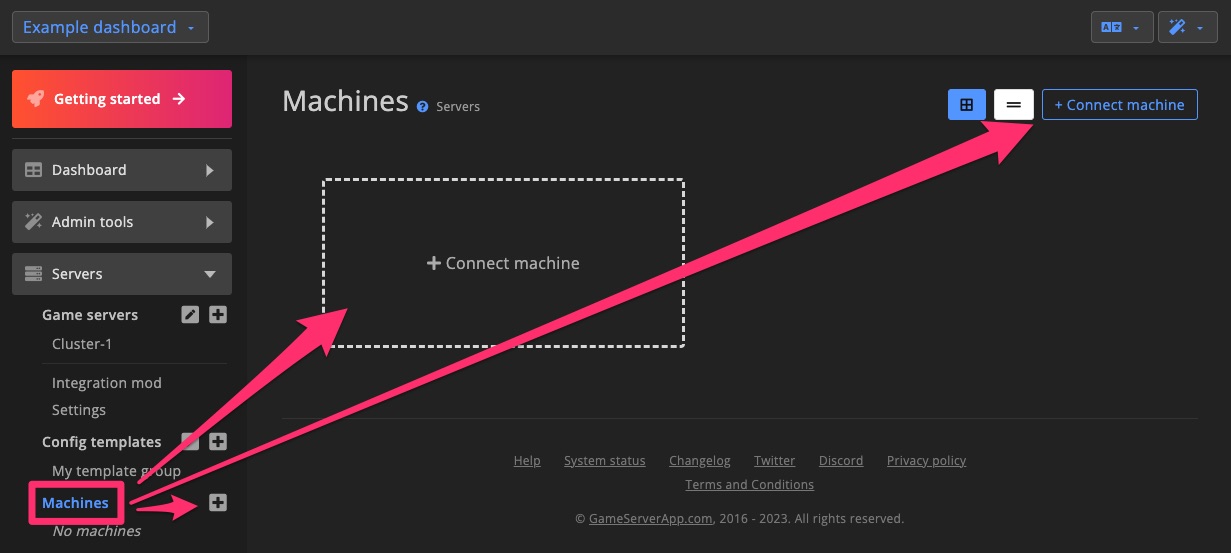 Example dashboard
Getting started
Dashboard
Admin tools
Servers
Game servers
Cluster-1
Integration mod
Settings
Config templates
My template group
Machines
No machines
Machines ? Servers
+ Connect machine
+ Connect machine
Help System status Changelog Twitter Discord Privacy policy
Terms and Conditions
© GameServerApp.com, 2016 - 2023. All rights reserved.